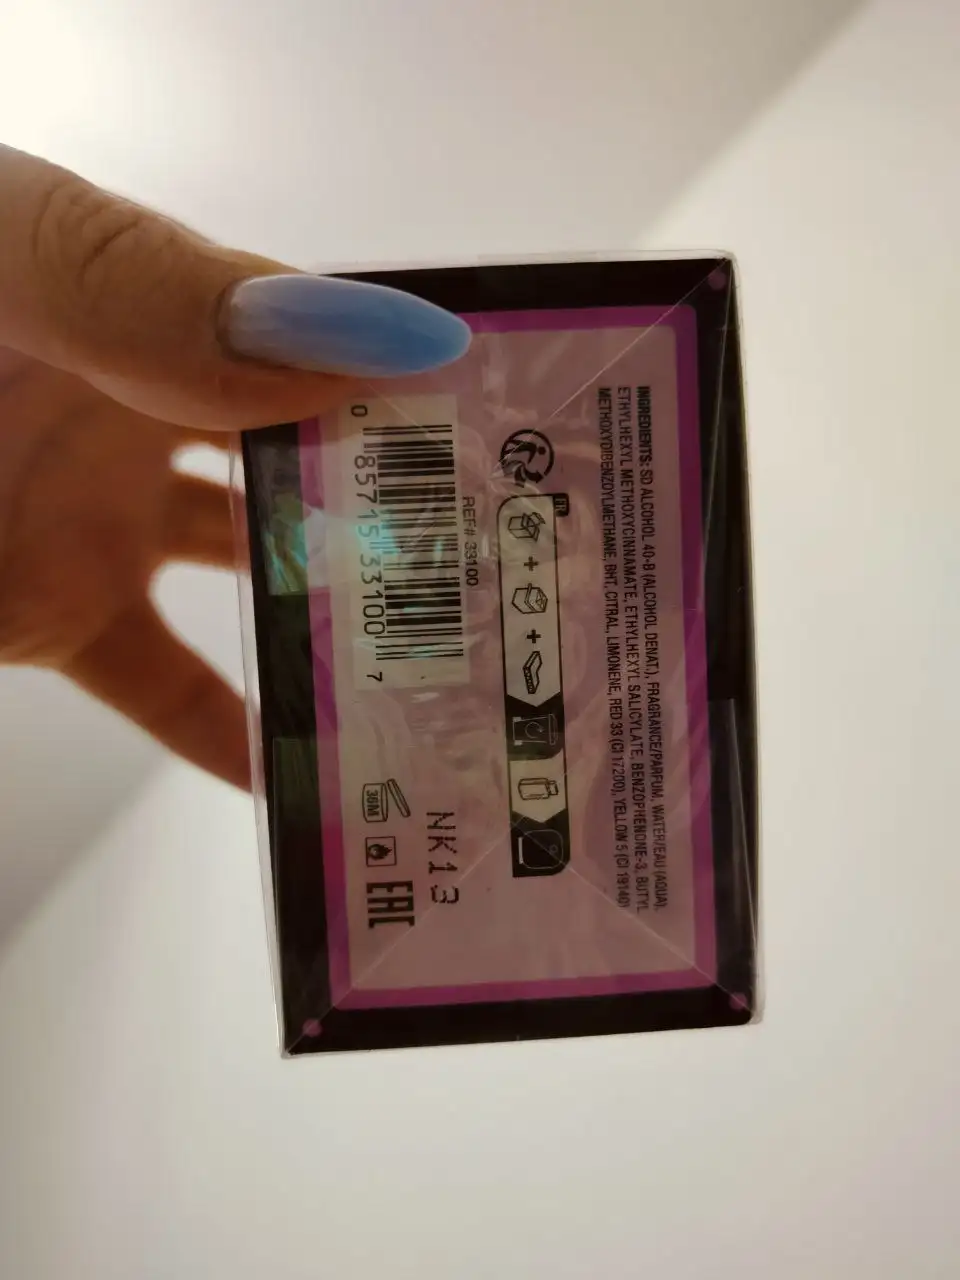 INGREDIENTS: SD ALCOHOL 40-B (ALCOHOL DENAT.), FRAGRANCE/PARFUM, WATER/EAU (AQUA),
ETHYLHEXYL METHOXYCINNAMATE, ETHYLHEXYL SALICYLATE, BENZOPHENONE-3, BUTYL
METHOXYDIBENZOYLMETHANE, BHT, CITRAL, LIMONENE, RED 33 (CI 17200), YELLOW 5 (CI 19140)
FR
REF# 33100
0 85715 33100 7
NK13
36M
EAC